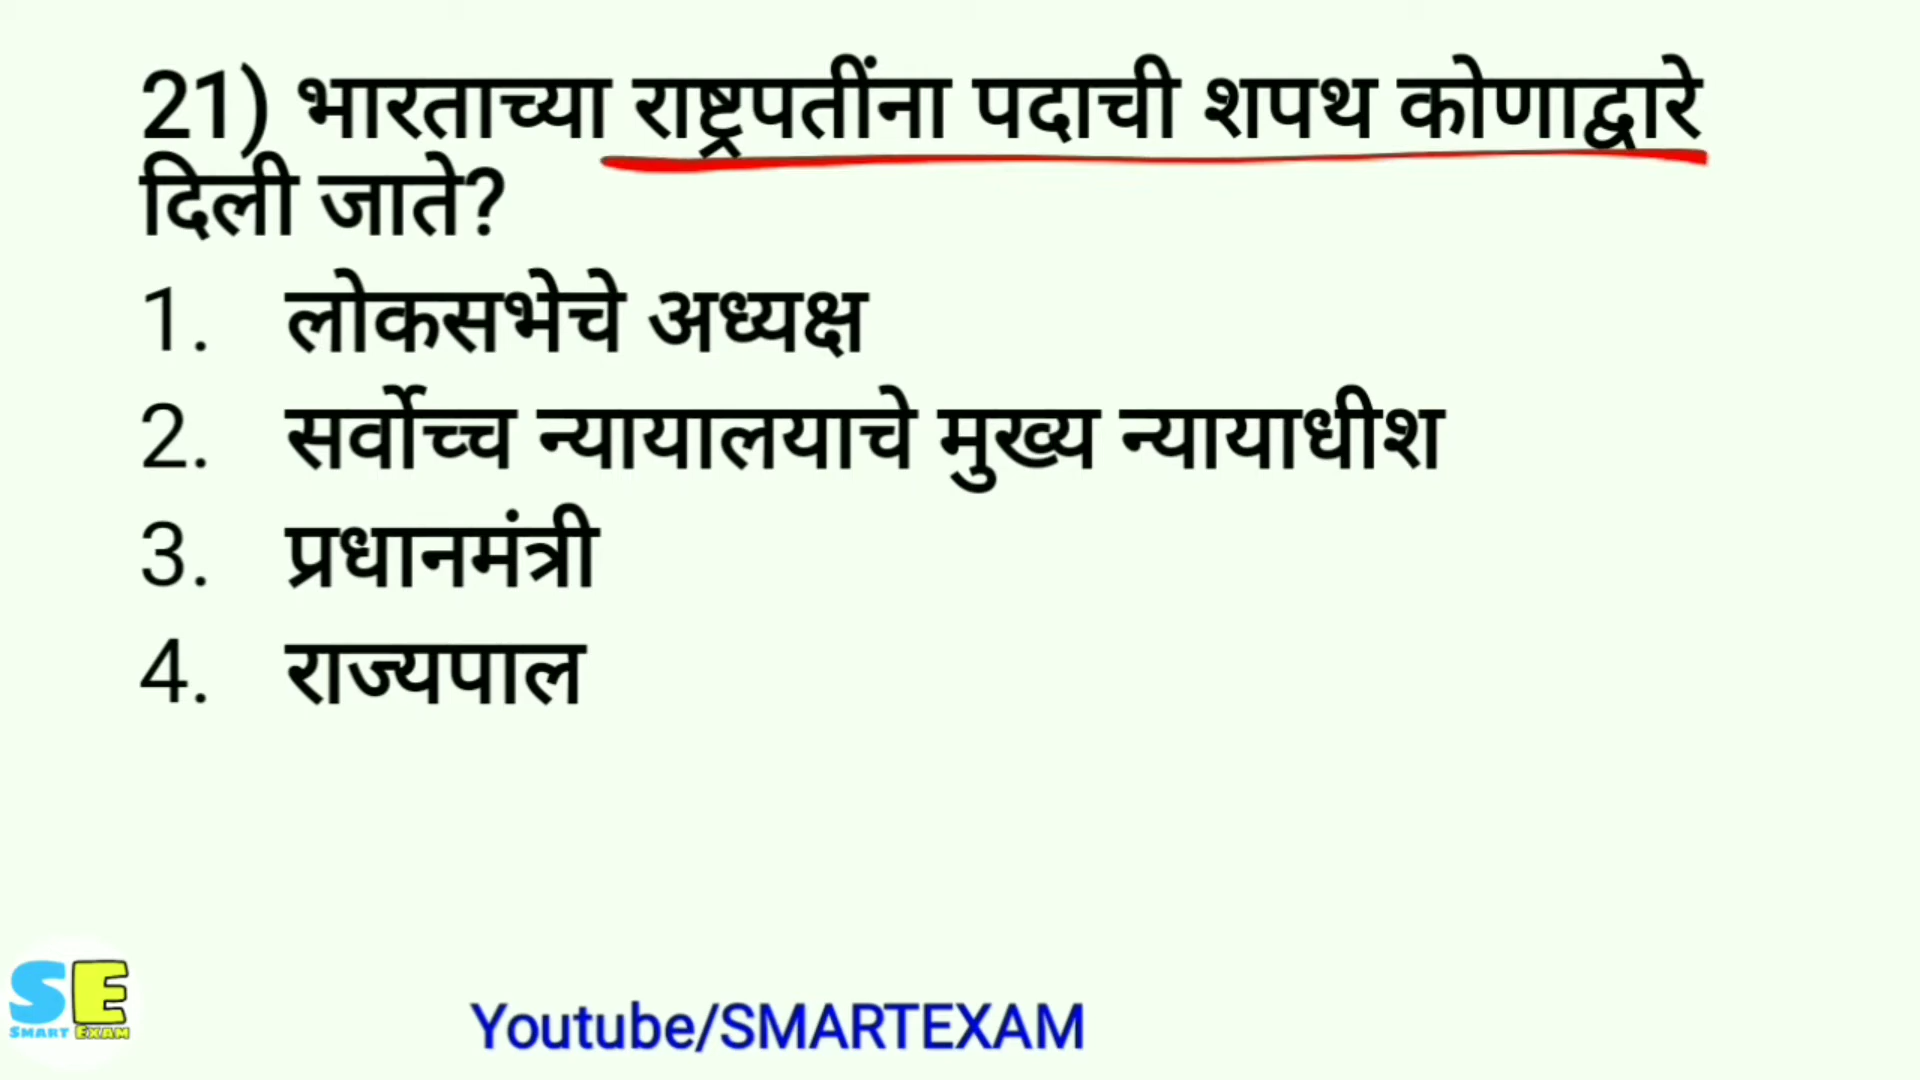 21) भारताच्या राष्ट्रपतींना पदाची शपथ कोणाद्वारे
दिली जाते?
1. लोकसभेचे अध्यक्ष
2. सर्वोच्च न्यायालयाचे मुख्य न्यायाधीश
3. प्रधानमंत्री
4. राज्यपाल
SE
SMART EXAM
Youtube/SMARTEXAM